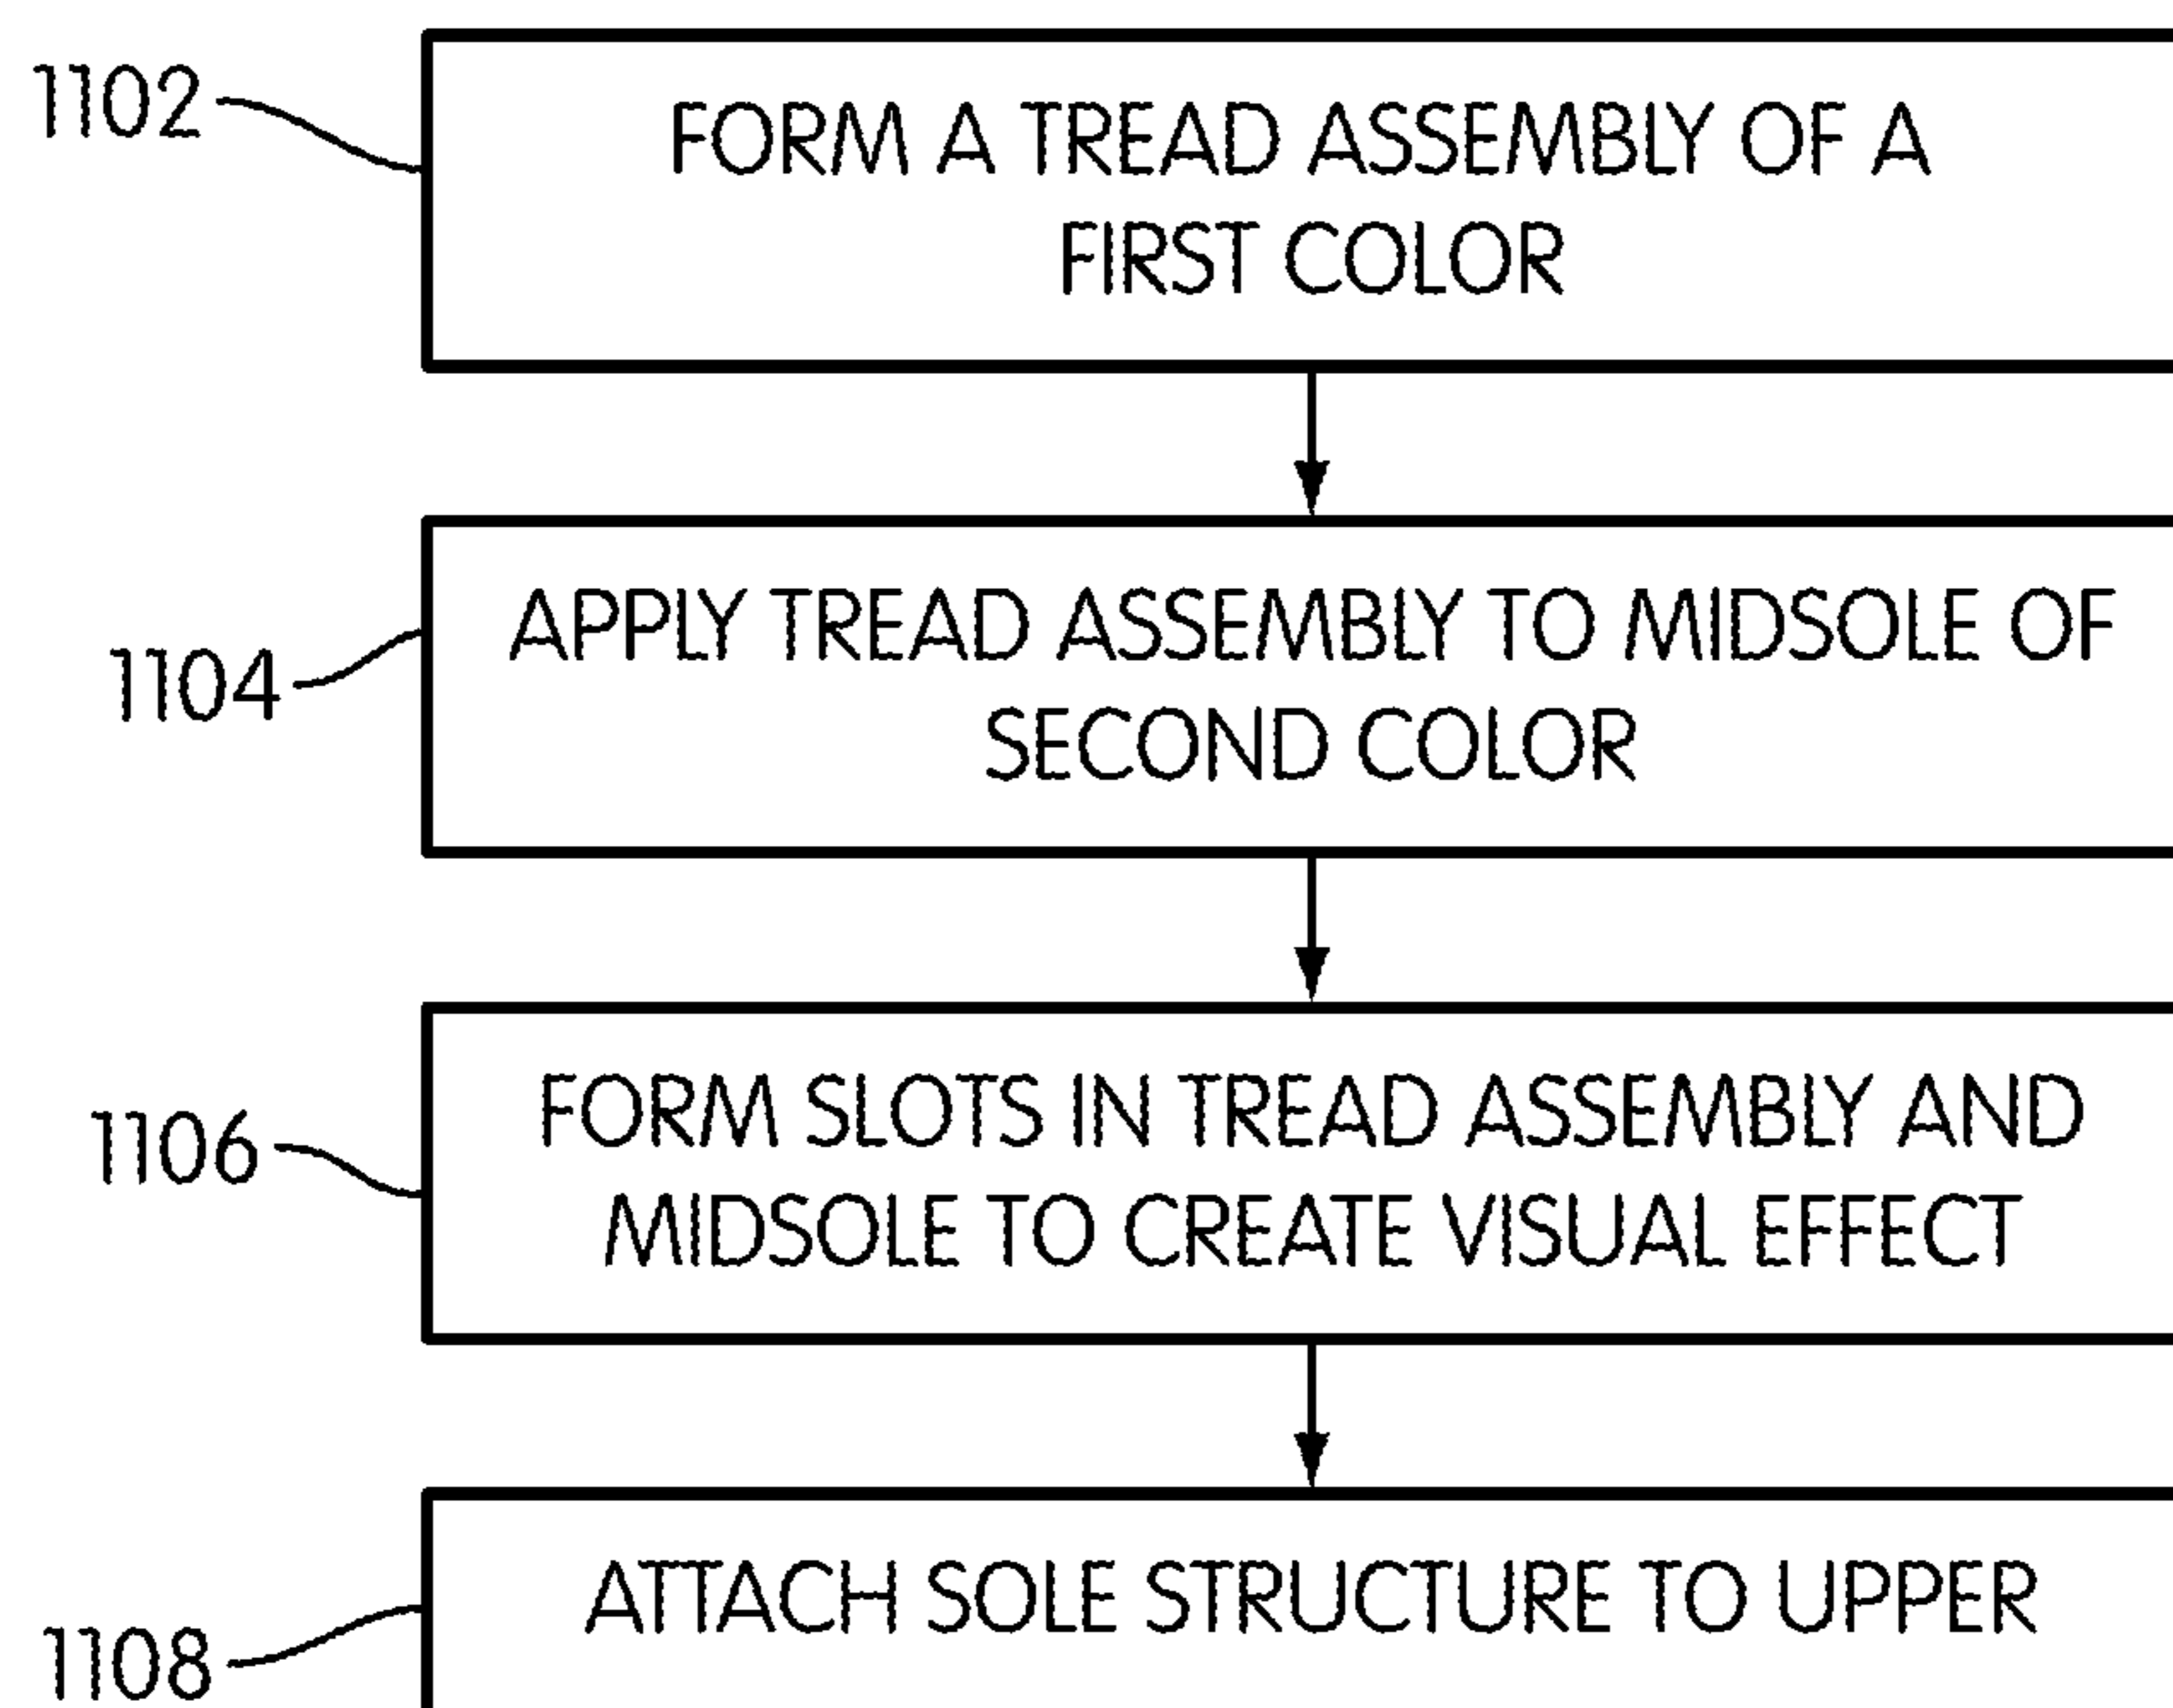 1102
FORM A TREAD ASSEMBLY OF A
FIRST COLOR
1104
APPLY TREAD ASSEMBLY TO MIDSOLE OF
SECOND COLOR
1106
FORM SLOTS IN TREAD ASSEMBLY AND
MIDSOLE TO CREATE VISUAL EFFECT
1108
ATTACH SOLE STRUCTURE TO UPPER